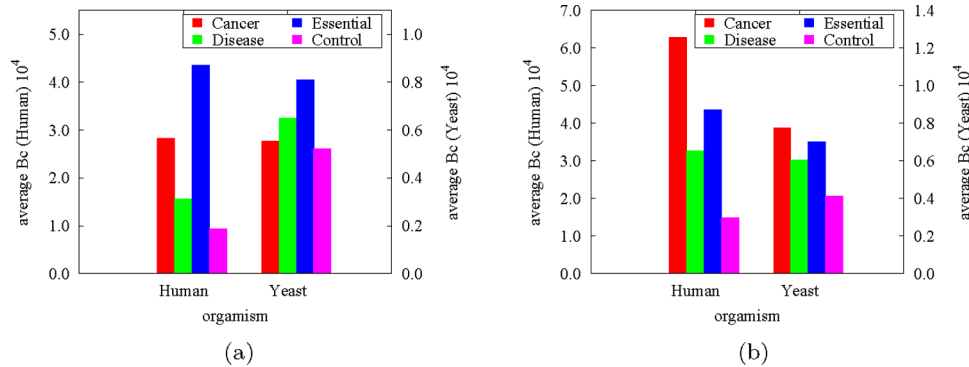 Cancer
Essential
Disease
Control
5.0
4.0
3.0
2.0
1.0
0.0
average Bc (Human) 10^4
1.0
0.8
0.6
0.4
0.2
0.0
average Bc (Yeast) 10^4
Human
Yeast
orgamism
(a)
Cancer
Essential
Disease
Control
7.0
6.0
5.0
4.0
3.0
2.0
1.0
0.0
average Bc (Human) 10^4
1.4
1.2
1.0
0.8
0.6
0.4
0.2
0.0
average Bc (Yeast) 10^4
Human
Yeast
orgamism
(b)